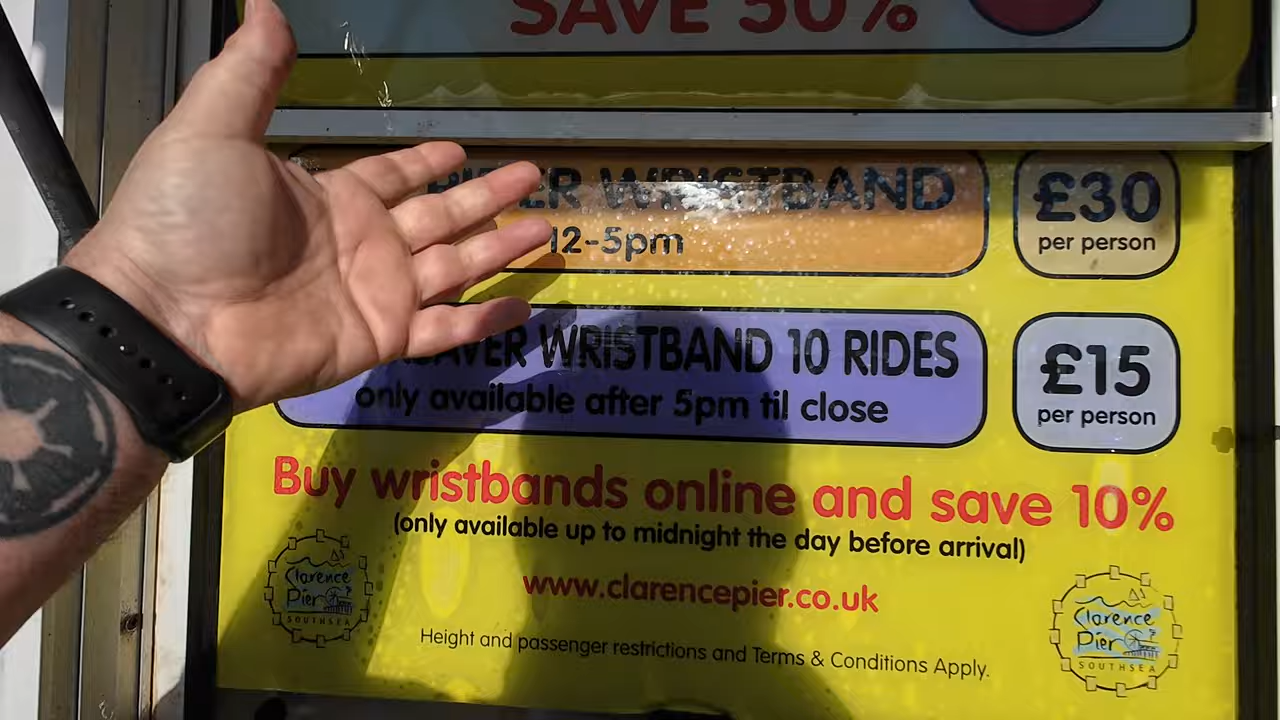 SAVE 50%
WRISTBAND
£30
12-5pm
per person
WRISTBAND 10 RIDES
£15
only available after 5pm til close
per person
Buy wristbands online and save 10%
(only available up to midnight the day before arrival)
www.clarencepier.co.uk
Height and passenger restrictions and Terms & Conditions Apply.
Clarence
Pier
SOUTHSEA
Clarence
Pier
SOUTHSEA